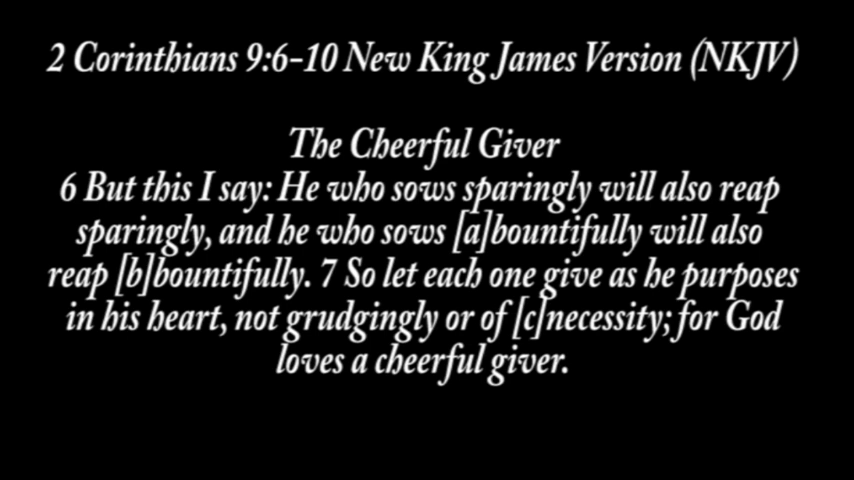 2 Corinthians 9:6-10 New King James Version (NKJV)
The Cheerful Giver
6 But this I say: He who sows sparingly will also reap
sparingly, and he who sows [a]bountifully will also
reap [b]bountifully. 7 So let each one give as he purposes
in his heart, not grudgingly or of [c]necessity; for God
loves a cheerful giver.